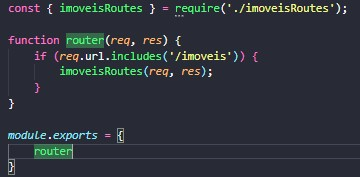 const { imoveisRoutes } = require('./imoveisRoutes');
function router(req, res) {
if (req.url.includes('/imoveis')) {
imoveisRoutes(req, res);
}
}
module.exports = {
router
}